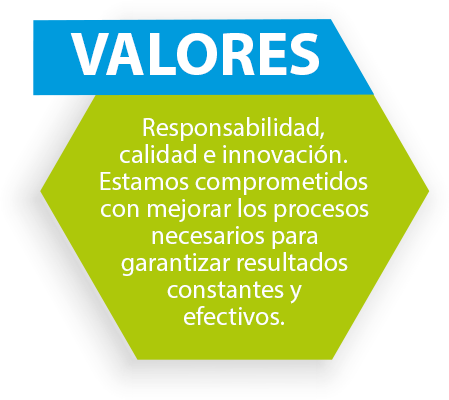 VALORES
Responsabilidad,
calidad e innovación.
Estamos comprometidos
con mejorar los procesos
necesarios para
garantizar resultados
constantes y
efectivos.